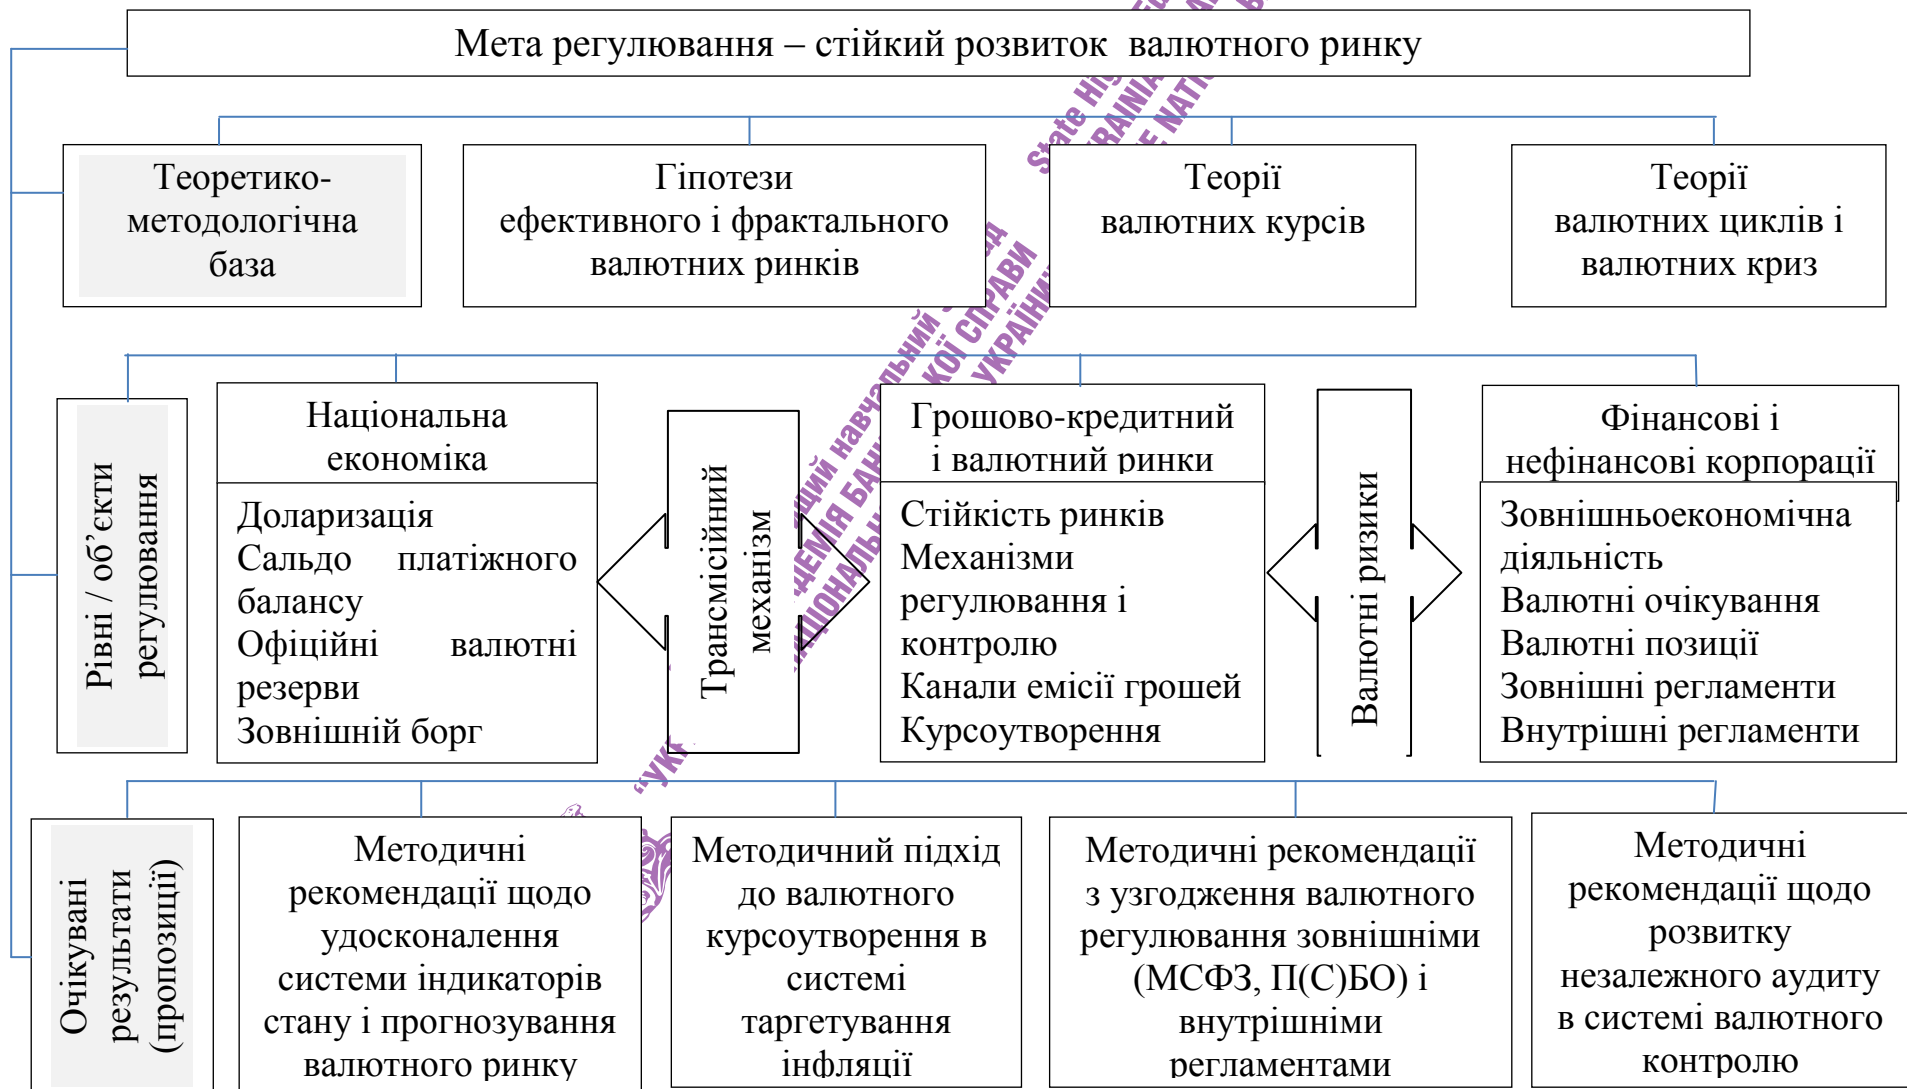 Мета регулювання – стійкий розвиток валютного ринку
Теоретико-
методологічна
база
Гіпотези
ефективного і фрактального
валютних ринків
Теорії
валютних курсів
Теорії
валютних циклів і
валютних криз
Рівні / об’єкти
регулювання
Національна
економіка
Доларизація
Сальдо платіжного
балансу
Офіційні валютні
резерви
Зовнішній борг
Трансмісійний
механізм
Грошово-кредитний
і валютний ринки
Стійкість ринків
Механізми
регулювання і
контролю
Канали емісії грошей
Курсоутворення
Валютні ризики
Фінансові і
нефінансові корпорації
Зовнішньоекономічна
діяльність
Валютні очікування
Валютні позиції
Зовнішні регламенти
Внутрішні регламенти
Очікувані
результати
(пропозиції)
Методичні
рекомендації щодо
удосконалення
системи індикаторів
стану і прогнозування
валютного ринку
Методичний підхід
до валютного
курсоутворення в
системі
таргетування
інфляції
Методичні рекомендації
з узгодження валютного
регулювання зовнішніми
(МСФЗ, П(С)БО) і
внутрішніми
регламентами
Методичні
рекомендації щодо
розвитку
незалежного аудиту
в системі валютного
контролю